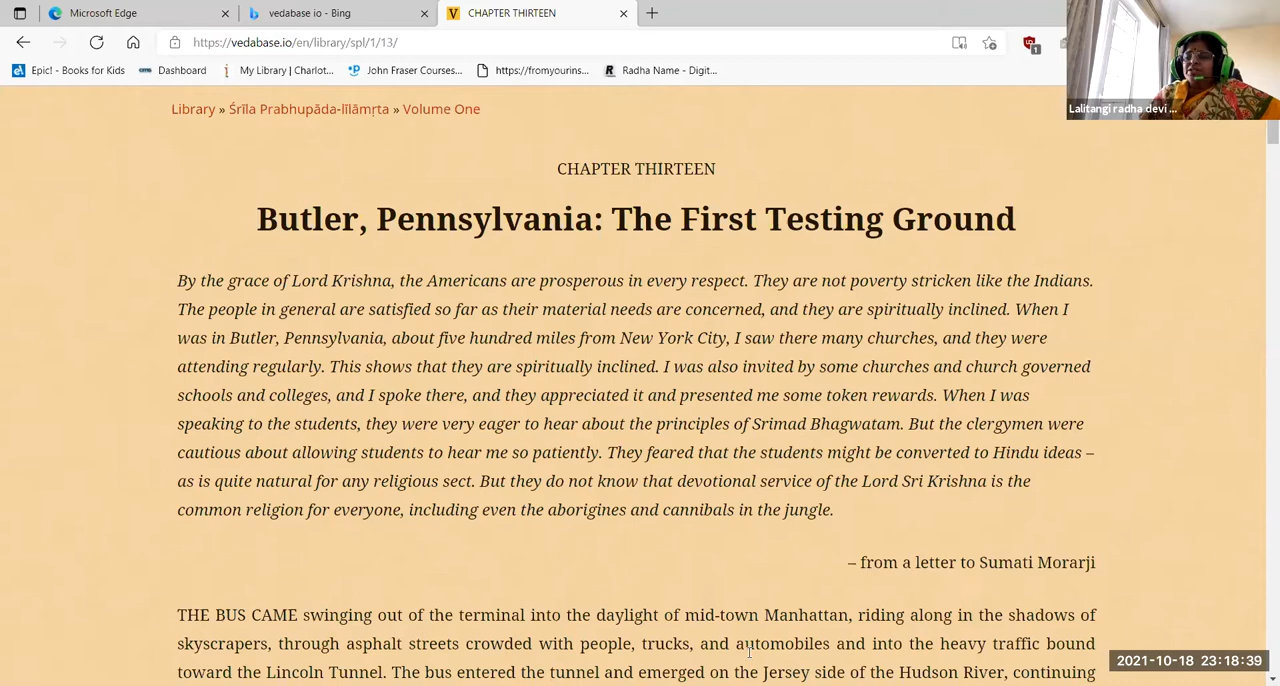 Microsoft Edge
vedabase io - Bing
CHAPTER THIRTEEN
https://vedabase.io/en/library/spl/1/13/
1
Epic! - Books for Kids
Dashboard
My Library | Charlot...
John Fraser Courses...
https://fromyourins...
Radha Name - Digit...
Lalitangi radha devi ...
Library » Śrīla Prabhupāda-līlāmṛta » Volume One
CHAPTER THIRTEEN
Butler, Pennsylvania: The First Testing Ground
By the grace of Lord Krishna, the Americans are prosperous in every respect. They are not poverty stricken like the Indians.
The people in general are satisfied so far as their material needs are concerned, and they are spiritually inclined. When I
was in Butler, Pennsylvania, about five hundred miles from New York City, I saw there many churches, and they were
attending regularly. This shows that they are spiritually inclined. I was also invited by some churches and church governed
schools and colleges, and I spoke there, and they appreciated it and presented me some token rewards. When I was
speaking to the students, they were very eager to hear about the principles of Srimad Bhagwatam. But the clergymen were
cautious about allowing students to hear me so patiently. They feared that the students might be converted to Hindu ideas –
as is quite natural for any religious sect. But they do not know that devotional service of the Lord Sri Krishna is the
common religion for everyone, including even the aborigines and cannibals in the jungle.
– from a letter to Sumati Morarji
THE BUS CAME swinging out of the terminal into the daylight of mid-town Manhattan, riding along in the shadows of
skyscrapers, through asphalt streets crowded with people, trucks, and automobiles and into the heavy traffic bound
toward the Lincoln Tunnel. The bus entered the tunnel and emerged on the Jersey side of the Hudson River, continuing
2021-10-18 23:18:39